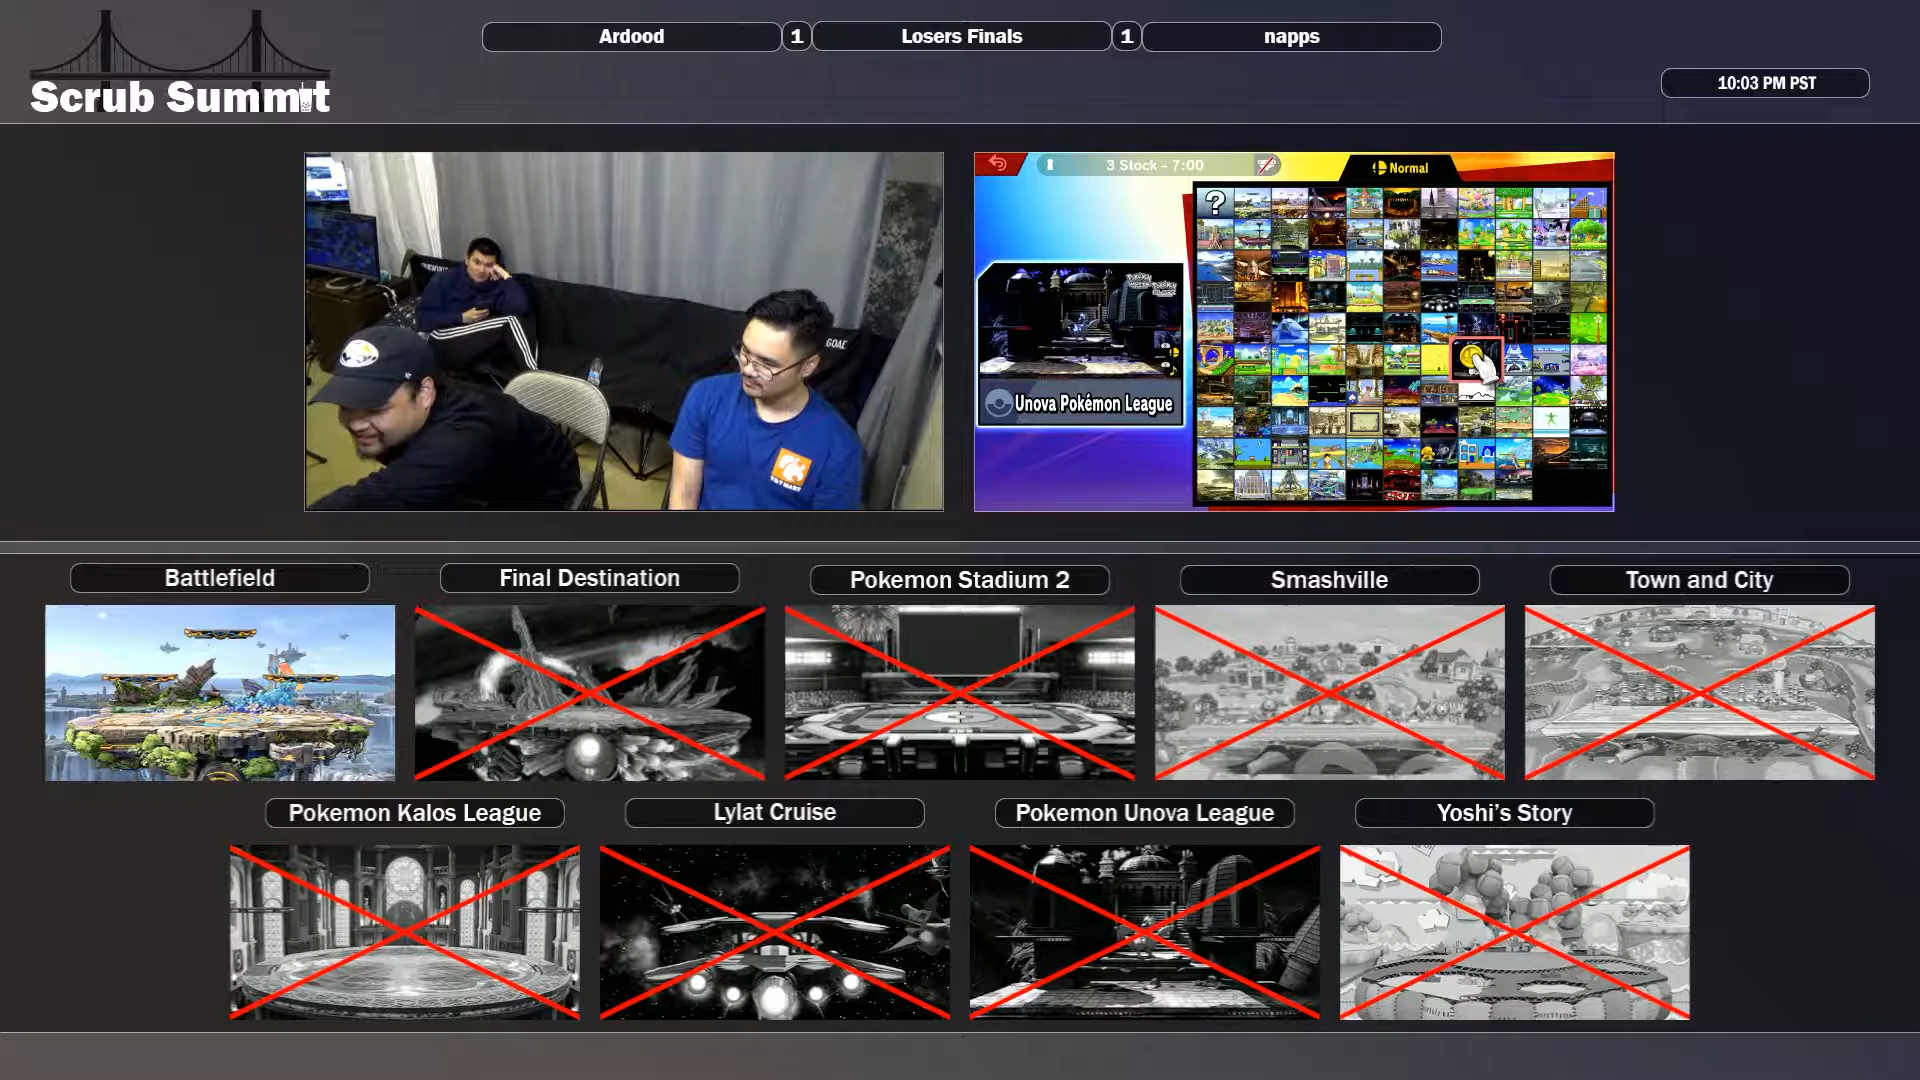 Scrub Summit
Ardood
1
Losers Finals
1
napps
10:03 PM PST
GOAL
T&T MART
3 Stock - 7:00
Normal
?
Unova Pokémon League
Battlefield
Final Destination
Pokemon Stadium 2
Smashville
Town and City
Pokemon Kalos League
Lylat Cruise
Pokemon Unova League
Yoshi's Story